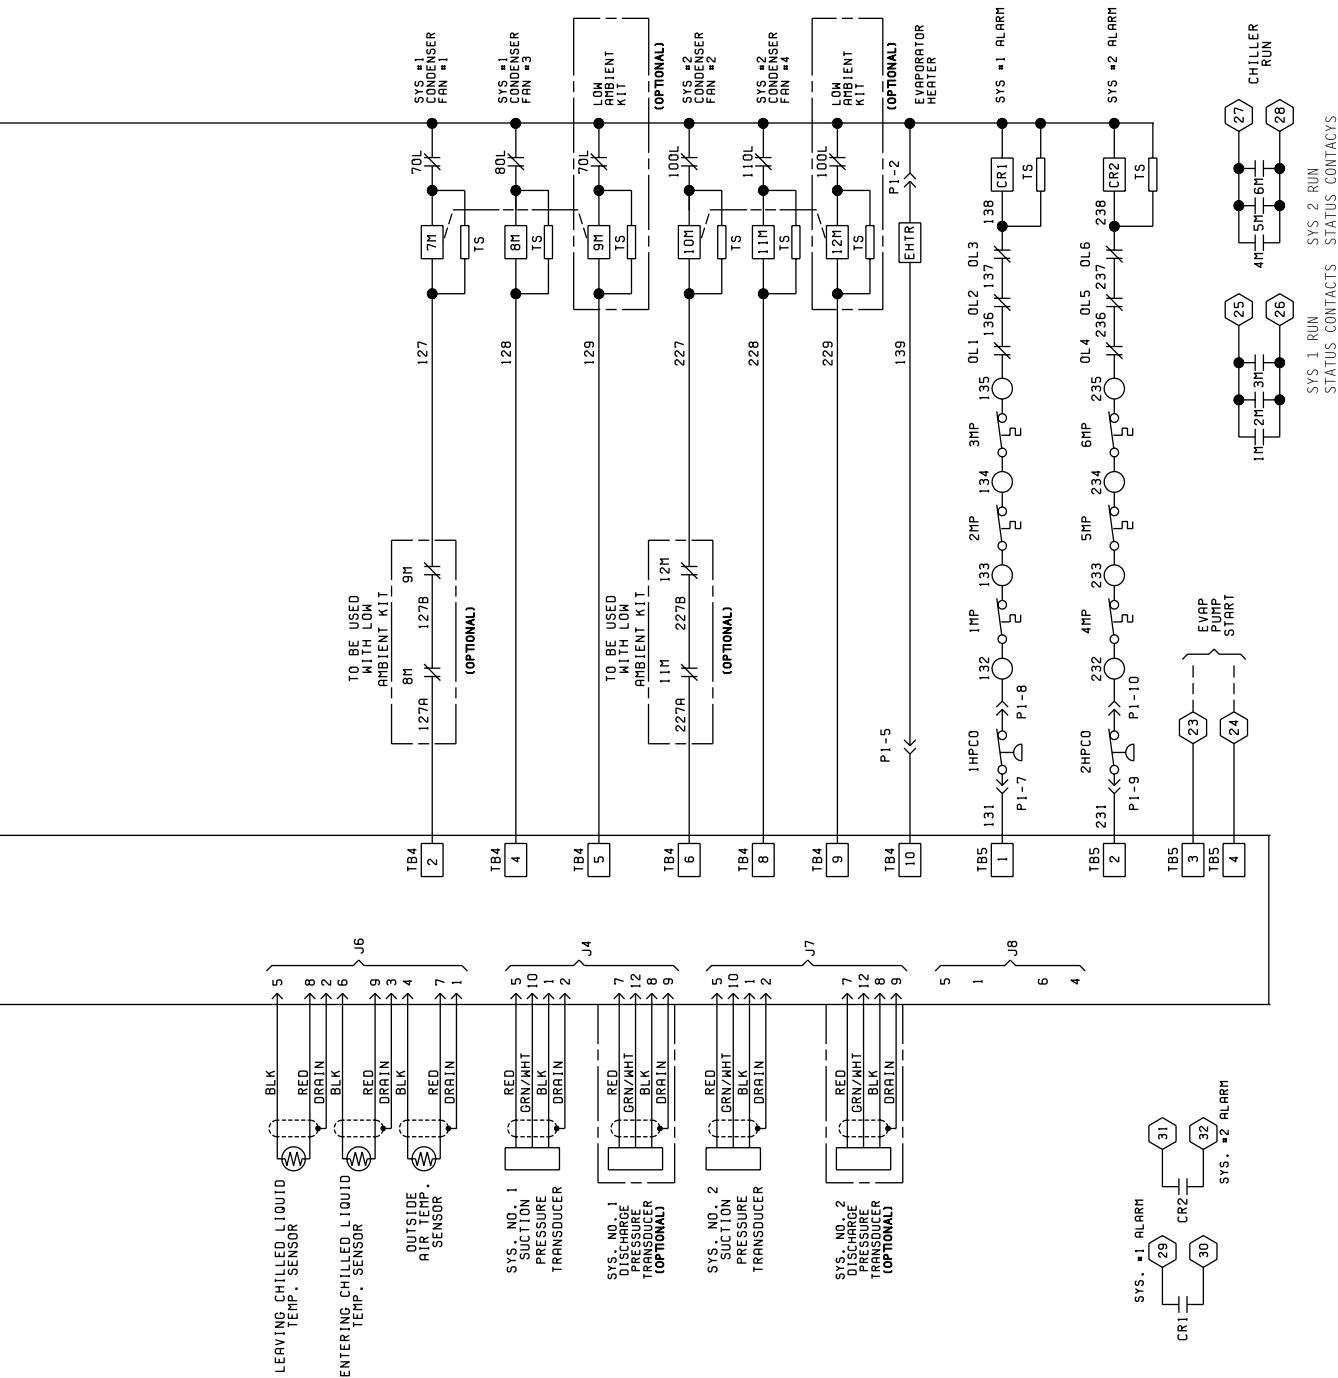 SYS #1
CONDENSER
FAN #1
SYS #1
CONDENSER
FAN #3
LOW
AMBIENT
KIT
(OPTIONAL)
SYS #2
CONDENSER
FAN #2
SYS #2
CONDENSER
FAN #4
LOW
AMBIENT
KIT
(OPTIONAL)
EVAPORATOR
HEATER
SYS #1 ALARM
SYS #2 ALARM
CHILLER
RUN
7OL
8OL
7OL
10OL
11OL
10OL
P1-2
CR1
TS
CR2
TS
27
28
4M
5M
6M
SYS 2 RUN
STATUS CONTACYS
7M
TS
8M
TS
9M
TS
10M
TS
11M
TS
12M
TS
EHTR
138
238
OL3
137
OL2
136
OL1
135
OL6
237
OL5
236
OL4
235
25
26
1M
2M
3M
SYS 1 RUN
STATUS CONTACTS
127
128
129
227
228
229
139
3MP
134
2MP
133
1MP
132
P1-8
1HPCO
P1-7
131
6MP
234
5MP
233
4MP
232
P1-10
2HPCO
P1-9
231
TO BE USED
WITH LOW
AMBIENT KIT
9M
127B
8M
127A
(OPTIONAL)
TO BE USED
WITH LOW
AMBIENT KIT
12M
227B
11M
227A
(OPTIONAL)
P1-5
EVAP
PUMP
START
23
24
TB4
2
TB4
4
TB4
5
TB4
6
TB4
8
TB4
9
TB4
10
TB5
1
TB5
2
TB5
3
TB5
4
J6
5
8
2
6
9
3
4
7
1
J4
5
10
1
2
7
12
8
9
J7
5
10
1
2
7
12
8
9
J8
5
1
6
4
BLK
RED
DRAIN
BLK
RED
DRAIN
BLK
RED
DRAIN
RED
GRN/WHT
BLK
DRAIN
RED
GRN/WHT
BLK
DRAIN
RED
GRN/WHT
BLK
DRAIN
RED
GRN/WHT
BLK
DRAIN
LEAVING CHILLED LIQUID
TEMP. SENSOR
ENTERING CHILLED LIQUID
TEMP. SENSOR
OUTSIDE
AIR TEMP.
SENSOR
SYS. NO. 1
SUCTION
PRESSURE
TRANSDUCER
SYS. NO. 1
DISCHARGE
PRESSURE
TRANSDUCER
(OPTIONAL)
SYS. NO. 2
SUCTION
PRESSURE
TRANSDUCER
SYS. NO. 2
DISCHARGE
PRESSURE
TRANSDUCER
(OPTIONAL)
31
32
CR2
SYS. #2 ALARM
SYS. #1 ALARM
29
30
CR1